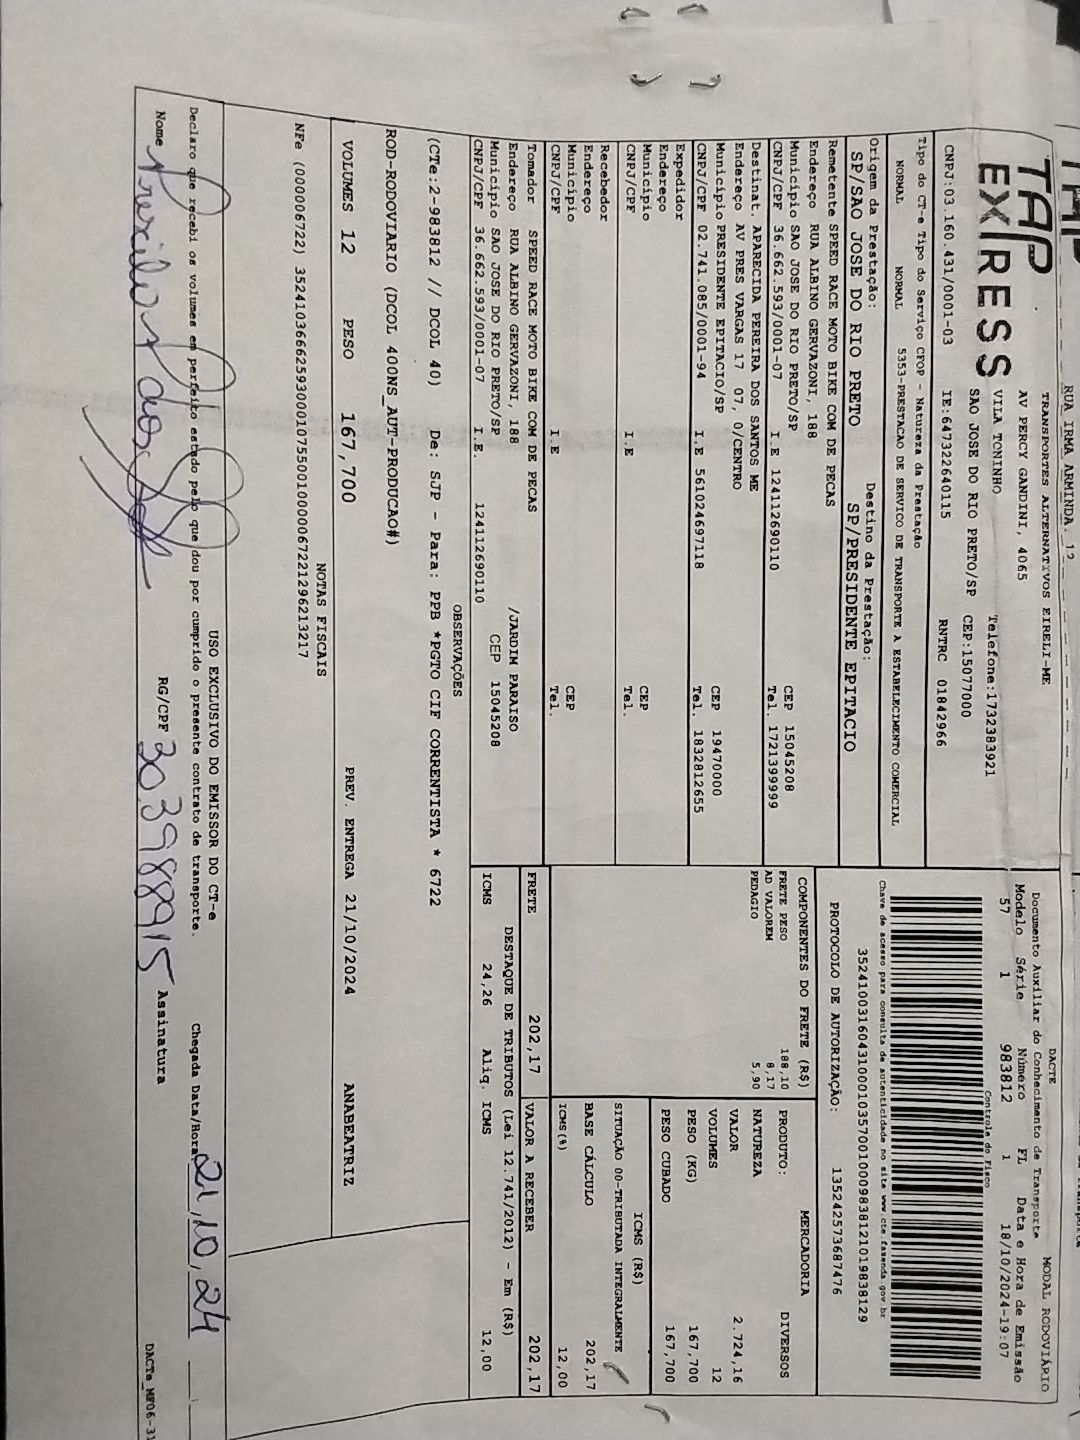 RUA IRMA ARMINDA, 12
TAP EXPRESS
TRANSPORTES ALTERNATIVOS EIRELI-ME
AV PERCY GANDINI, 4065
VILA TONINHO Telefone:1732383921
SAO JOSE DO RIO PRETO/SP CEP:15077000
CNPJ:03.160.431/0001-03 IE:647322640115 RNTRC 01842966
Tipo do CT-e Tipo do Serviço CFOP - Natureza da Prestação
NORMAL NORMAL 5353-PRESTACAO DE SERVICO DE TRANSPORTE A ESTABELECIMENTO COMERCIAL
Origem da Prestação: Destino da Prestação:
SP/SAO JOSE DO RIO PRETO SP/PRESIDENTE EPITACIO
Remetente SPEED RACE MOTO BIKE COM DE PECAS
Endereço RUA ALBINO GERVAZONI, 188
Município SAO JOSE DO RIO PRETO/SP CEP 15045208
CNPJ/CPF 36.662.593/0001-07 I.E 124112690110 Tel. 1721399999
Destinat. APARECIDA PEREIRA DOS SANTOS ME
Endereço AV PRES VARGAS 17 07, 0/CENTRO
Município PRESIDENTE EPITACIO/SP CEP 19470000
CNPJ/CPF 02.741.085/0001-94 I.E 561024697118 Tel. 1832812655
Expedidor
Endereço
Município CEP
CNPJ/CPF I.E Tel.
Recebedor
Endereço
Município CEP
CNPJ/CPF I.E Tel.
Tomador SPEED RACE MOTO BIKE COM DE PECAS
Endereço RUA ALBINO GERVAZONI, 188 /JARDIM PARAISO
Município SAO JOSE DO RIO PRETO/SP CEP 15045208
CNPJ/CPF 36.662.593/0001-07 I.E. 124112690110
DACTE MODAL RODOVIÁRIO
Documento Auxiliar do Conhecimento de Transporte
Modelo Série Número FL Data e Hora de Emissão
57 1 983812 1 1 18/10/2024-19:07
Controle do Fisco
Chave de acesso para consulta de autenticidade no site www.cte.fazenda.gov.br
35241003160431000103570010009838121019838129
PROTOCOLO DE AUTORIZAÇÃO: 135242573687476
COMPONENTES DO FRETE (R$)
FRETE PESO 188,10
AD VALOREM 8,17
PEDAGIO 5,90
MERCADORIA
PRODUTO: DIVERSOS
NATUREZA
VALOR 2.724,16
VOLUMES 12
PESO (KG) 167,700
PESO CUBADO 167,700
ICMS (R$)
SITUAÇÃO 00-TRIBUTADA INTEGRALMENTE
BASE CÁLCULO 202,17
ICMS(%) 12,00
FRETE 202,17 VALOR A RECEBER 202,17
DESTAQUE DE TRIBUTOS (Lei 12.741/2012) - Em (R$)
ICMS 24,26 Aliq. ICMS 12,00
OBSERVAÇÕES
(CTe:2-983812 // DCOL 40) De: SJP - Para: PPB *PGTO CIF CORRENTISTA * 6722
ROD-RODOVIARIO (DCOL 400NS_AUT-PRODUCAO#)
VOLUMES 12 PESO 167,700 PREV. ENTREGA 21/10/2024 ANABEATRIZ
NOTAS FISCAIS
NFe (000006722) 35241036662593000107550010000067221296213217
USO EXCLUSIVO DO EMISSOR DO CT-e
Declaro que recebi os volumes em perfeito estado pelo que dou por cumprido o presente contrato de transporte. Chegada Data/Hora 21/10/24
Nome RG/CPF 30.3988915 Assinatura
DACTe_MF06-31